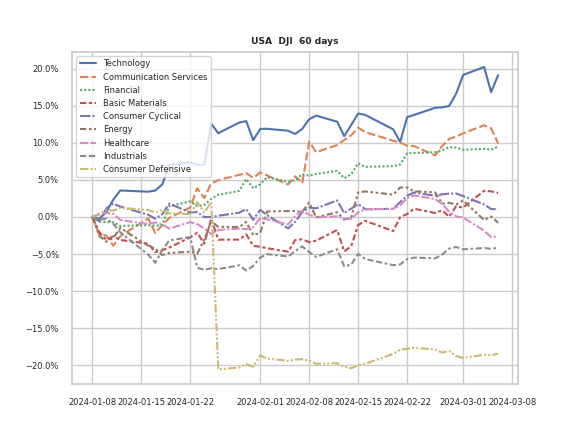 USA DJI 60 days
20.0%
15.0%
10.0%
5.0%
0.0%
−5.0%
−10.0%
−15.0%
−20.0%
Technology
Communication Services
Financial
Basic Materials
Consumer Cyclical
Energy
Healthcare
Industrials
Consumer Defensive
2024-01-08 2024-01-15 2024-01-22 2024-02-01 2024-02-08 2024-02-15 2024-02-22 2024-03-01 2024-03-08